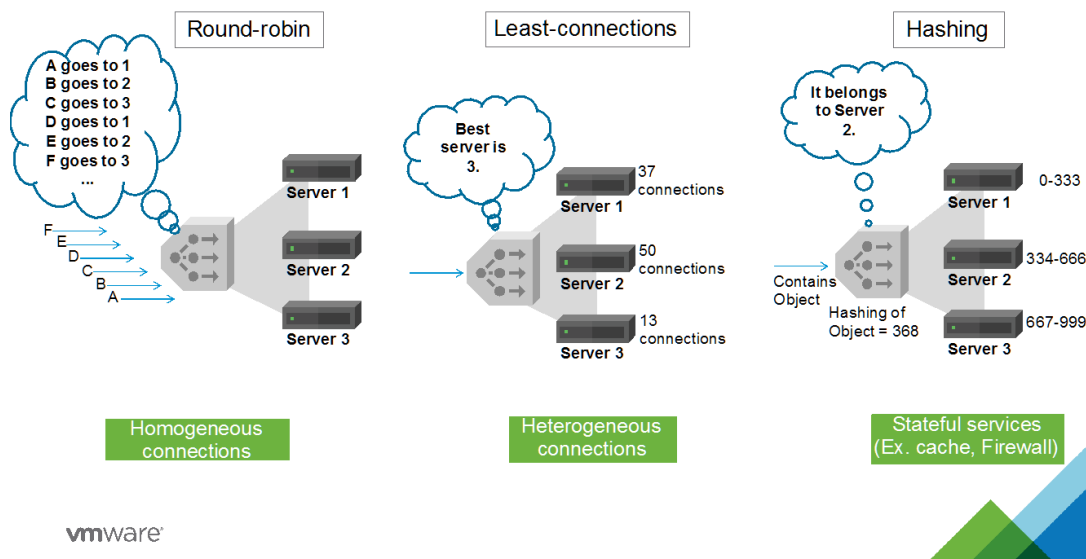 Round-robin
A goes to 1
B goes to 2
C goes to 3
D goes to 1
E goes to 2
F goes to 3
...
F
E
D
C
B
A
Server 1
Server 2
Server 3
Homogeneous
connections
Least-connections
Best
server is
3.
37
connections
Server 1
50
connections
Server 2
13
connections
Server 3
Heterogeneous
connections
Hashing
It belongs
to Server
2.
Contains
Object
Hashing of
Object = 368
0-333
Server 1
334-666
Server 2
667-999
Server 3
Stateful services
(Ex. cache, Firewall)
vmware®